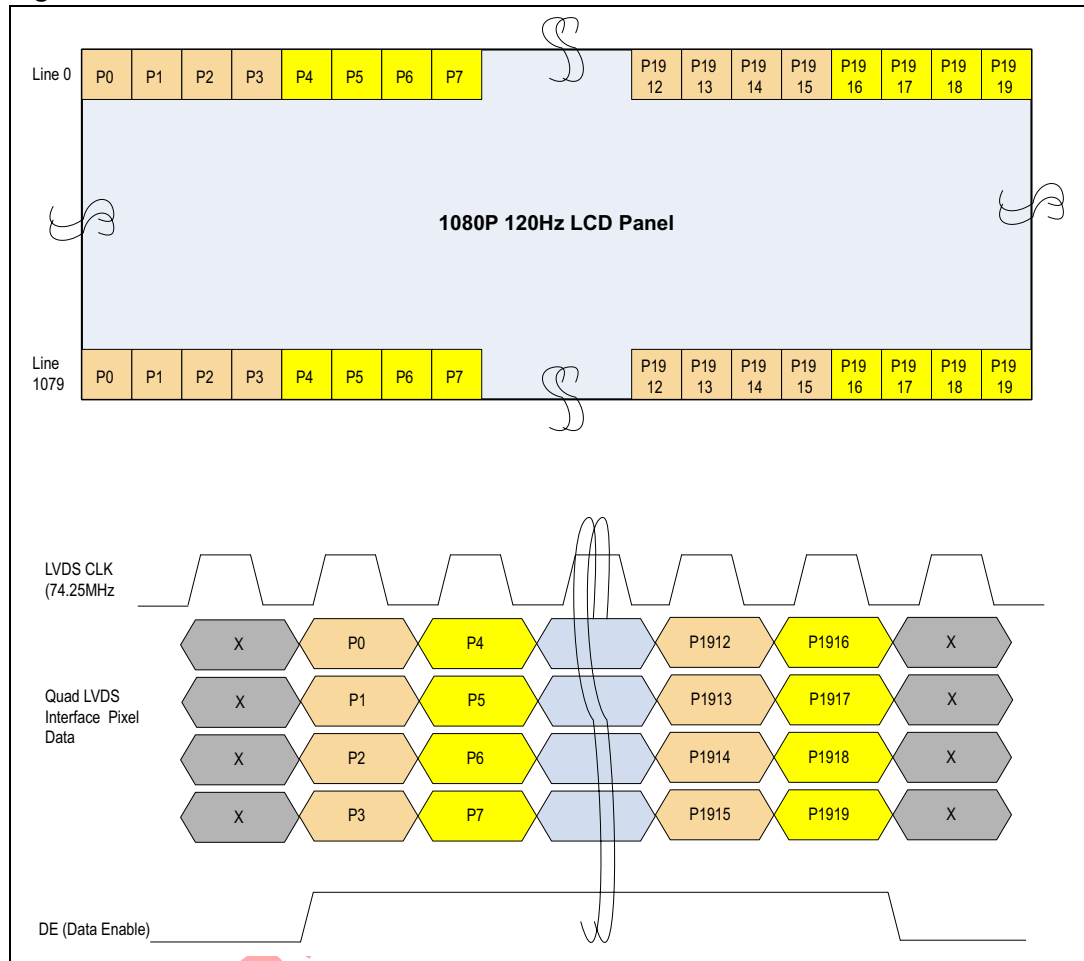 Line 0
P0 P1 P2 P3 P4 P5 P6 P7 P19 P19 P19 P19 P19 P19 P19 P19
12 13 14 15 16 17 18 19
1080P 120Hz LCD Panel
Line
1079
P0 P1 P2 P3 P4 P5 P6 P7 P19 P19 P19 P19 P19 P19 P19 P19
12 13 14 15 16 17 18 19
LVDS CLK
(74.25MHz
X P0 P4 P1912 P1916 X
Quad LVDS
Interface Pixel
Data
X P1 P5 P1913 P1917 X
X P2 P6 P1914 P1918 X
X P3 P7 P1915 P1919 X
DE (Data Enable)